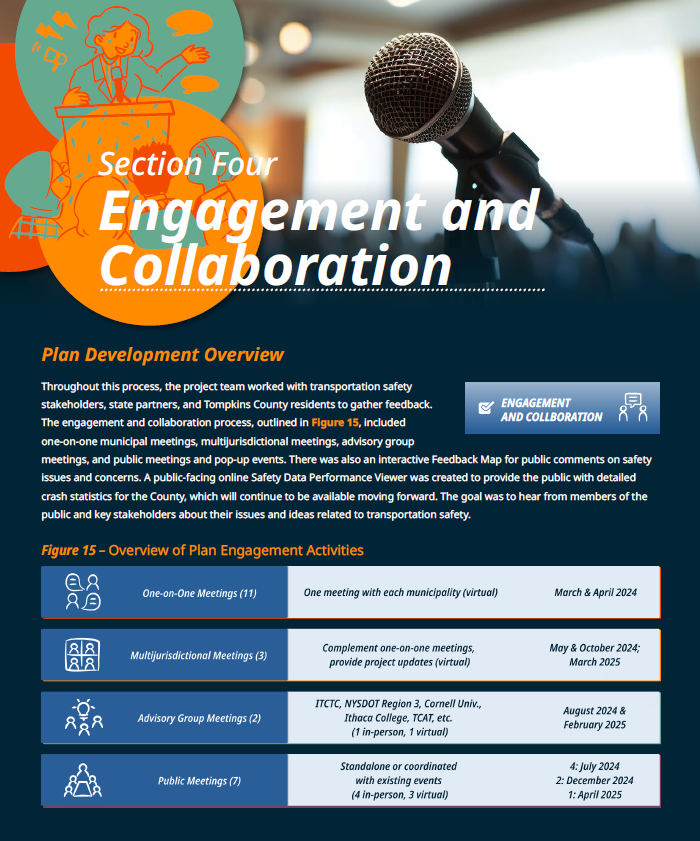 Section Four
Engagement and
Collaboration
Plan Development Overview
Throughout this process, the project team worked with transportation safety
stakeholders, state partners, and Tompkins County residents to gather feedback.
The engagement and collaboration process, outlined in Figure 15, included
one-on-one municipal meetings, multijurisdictional meetings, advisory group
meetings, and public meetings and pop-up events. There was also an interactive Feedback Map for public comments on safety
issues and concerns. A public-facing online Safety Data Performance Viewer was created to provide the public with detailed
crash statistics for the County, which will continue to be available moving forward. The goal was to hear from members of the
public and key stakeholders about their issues and ideas related to transportation safety.
ENGAGEMENT
AND COLLBORATION
Figure 15 – Overview of Plan Engagement Activities
One-on-One Meetings (11)
One meeting with each municipality (virtual)
March & April 2024
Multijurisdictional Meetings (3)
Complement one-on-one meetings,
provide project updates (virtual)
May & October 2024;
March 2025
Advisory Group Meetings (2)
ITCTC, NYSDOT Region 3, Cornell Univ.,
Ithaca College, TCAT, etc.
(1 in-person, 1 virtual)
August 2024 &
February 2025
Public Meetings (7)
Standalone or coordinated
with existing events
(4 in-person, 3 virtual)
4: July 2024
2: December 2024
1: April 2025